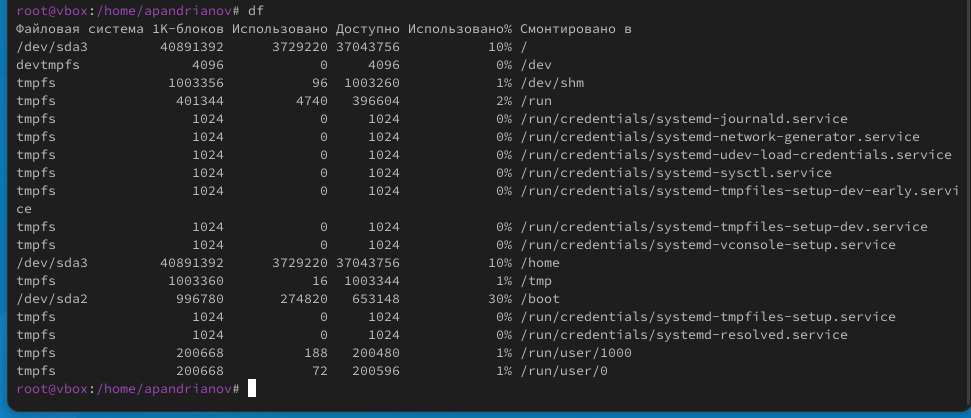 root@vbox:/home/apandrianov# df
Файловая система 1K-блоков Использовано Доступно Использовано% Смонтировано в
/dev/sda3 40891392 3729220 37043756 10% /
devtmpfs 4096 0 4096 0% /dev
tmpfs 1003356 96 1003260 1% /dev/shm
tmpfs 401344 4740 396604 2% /run
tmpfs 1024 0 1024 0% /run/credentials/systemd-journald.service
tmpfs 1024 0 1024 0% /run/credentials/systemd-network-generator.service
tmpfs 1024 0 1024 0% /run/credentials/systemd-udev-load-credentials.service
tmpfs 1024 0 1024 0% /run/credentials/systemd-sysctl.service
tmpfs 1024 0 1024 0% /run/credentials/systemd-tmpfiles-setup-dev-early.servi
ce
tmpfs 1024 0 1024 0% /run/credentials/systemd-tmpfiles-setup-dev.service
tmpfs 1024 0 1024 0% /run/credentials/systemd-vconsole-setup.service
/dev/sda3 40891392 3729220 37043756 10% /home
tmpfs 1003360 16 1003344 1% /tmp
/dev/sda2 996780 274820 653148 30% /boot
tmpfs 1024 0 1024 0% /run/credentials/systemd-tmpfiles-setup.service
tmpfs 1024 0 1024 0% /run/credentials/systemd-resolved.service
tmpfs 200668 188 200480 1% /run/user/1000
tmpfs 200668 72 200596 1% /run/user/0
root@vbox:/home/apandrianov#